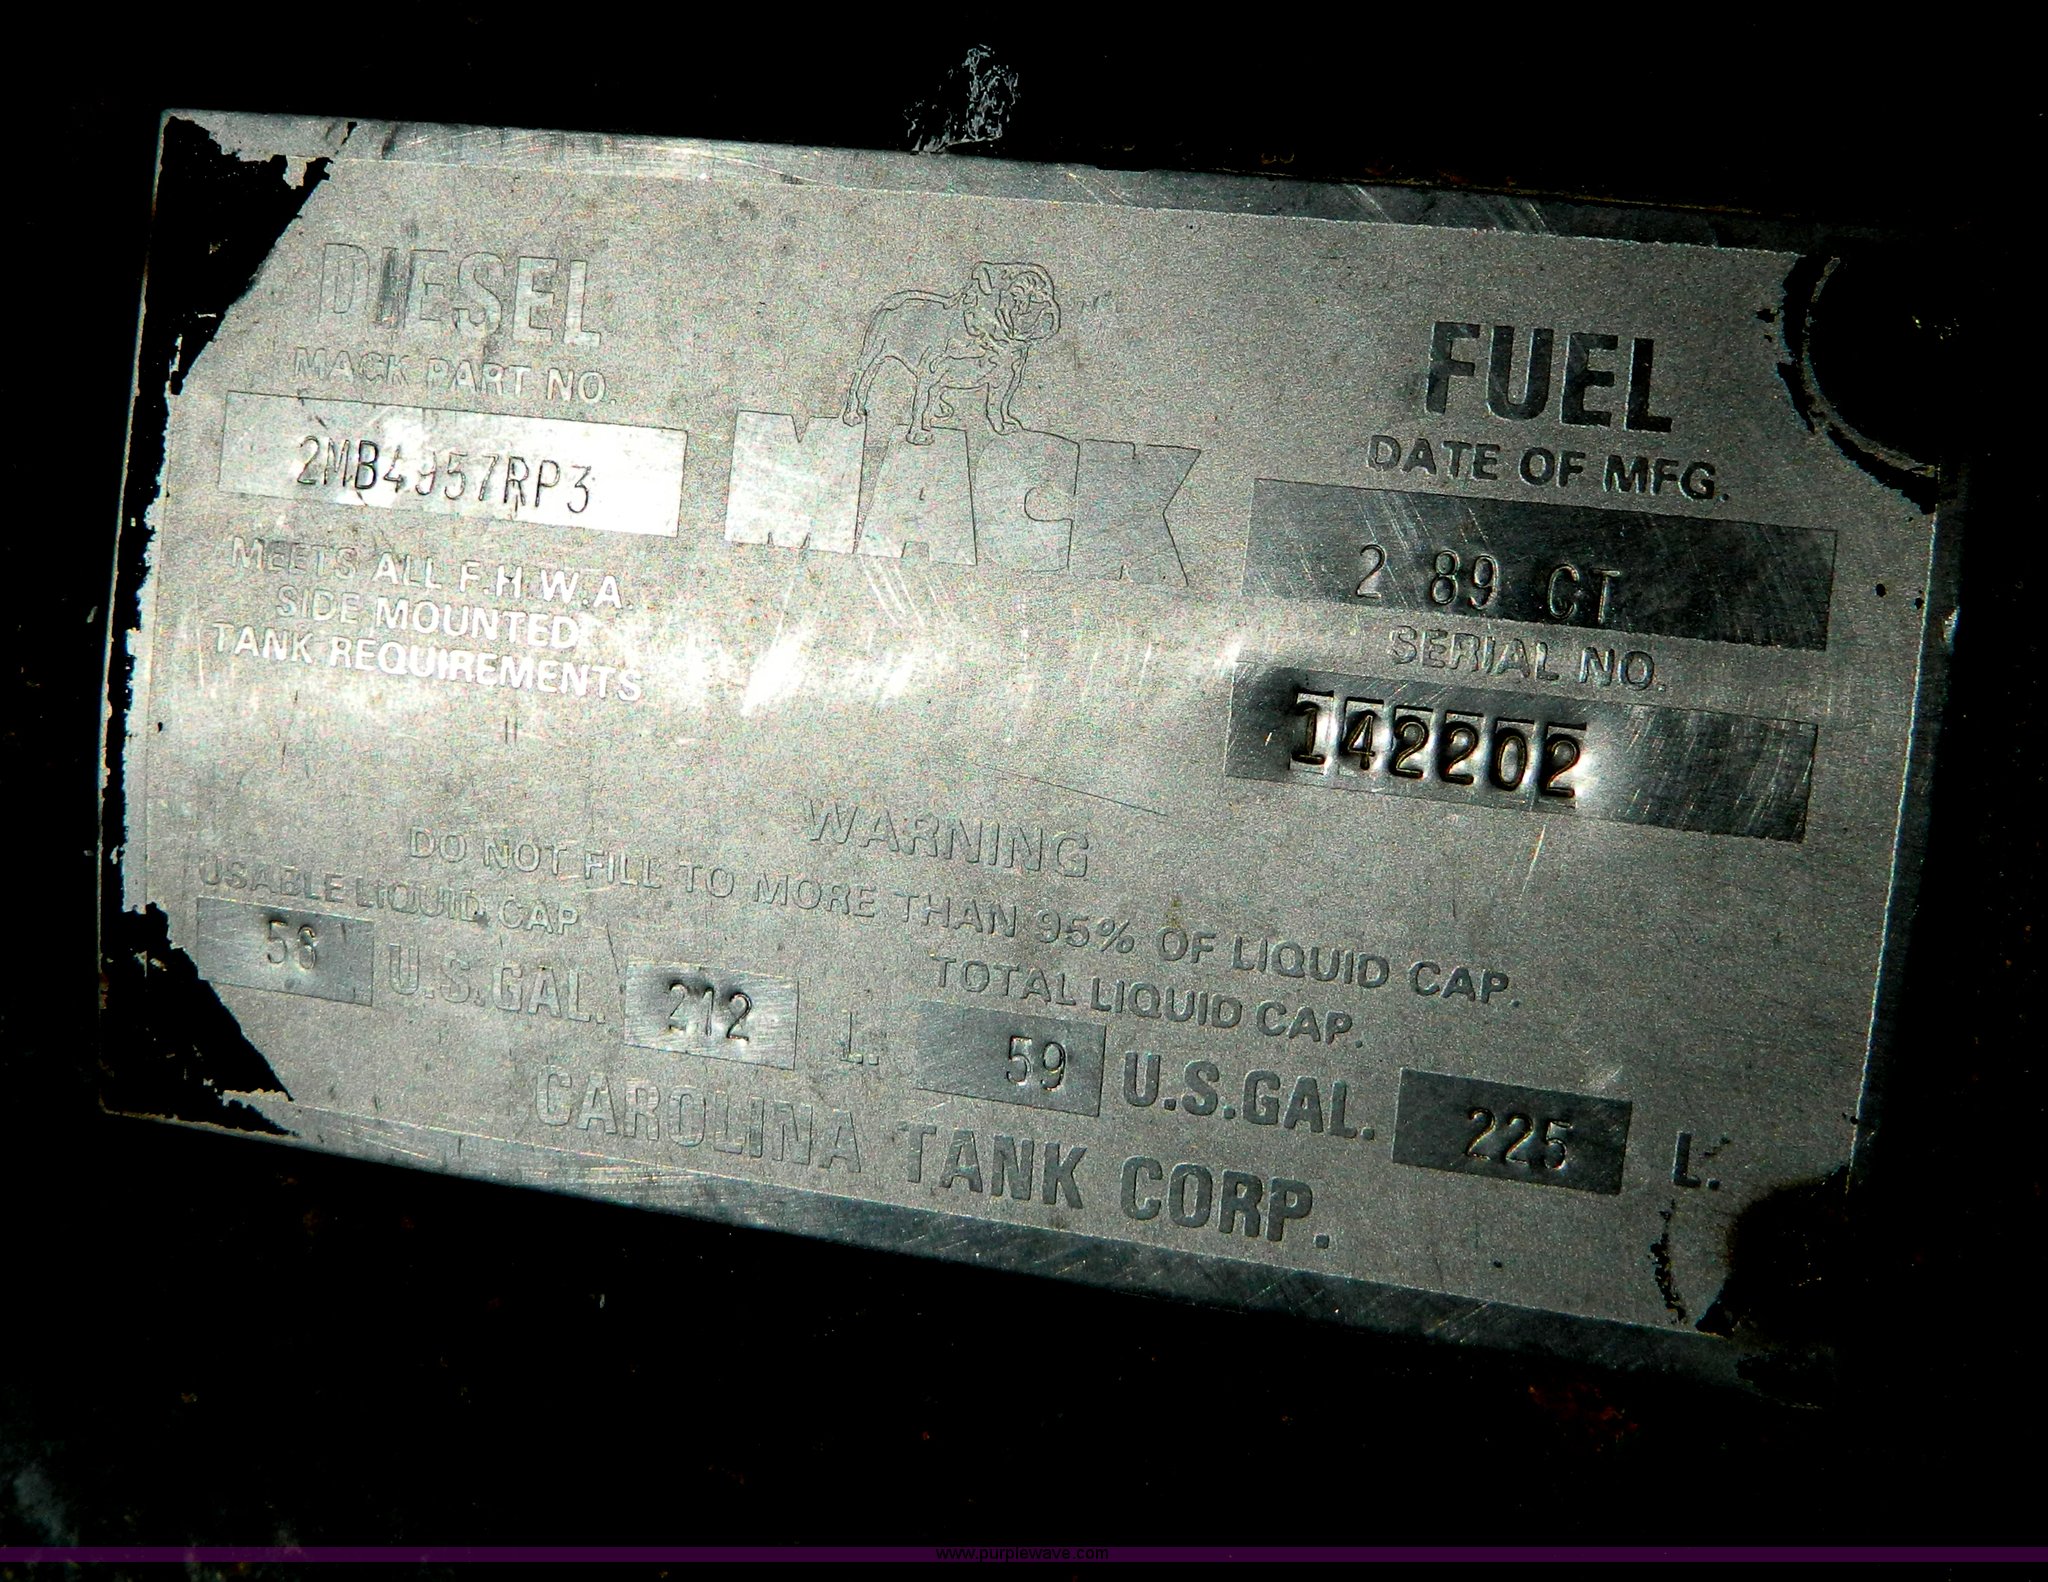 DIESEL
MACK PART NO.
2MB4957RP3
MEETS ALL F.H.W.A.
SIDE MOUNTED
TANK REQUIREMENTS
MACK
FUEL
DATE OF MFG.
2 89 CT
SERIAL NO.
142202
WARNING
DO NOT FILL TO MORE THAN 95% OF LIQUID CAP.
USABLE LIQUID CAP
56 U.S.GAL. 212 L.
TOTAL LIQUID CAP.
59 U.S.GAL. 225 L.
CAROLINA TANK CORP.
www.purplewave.com